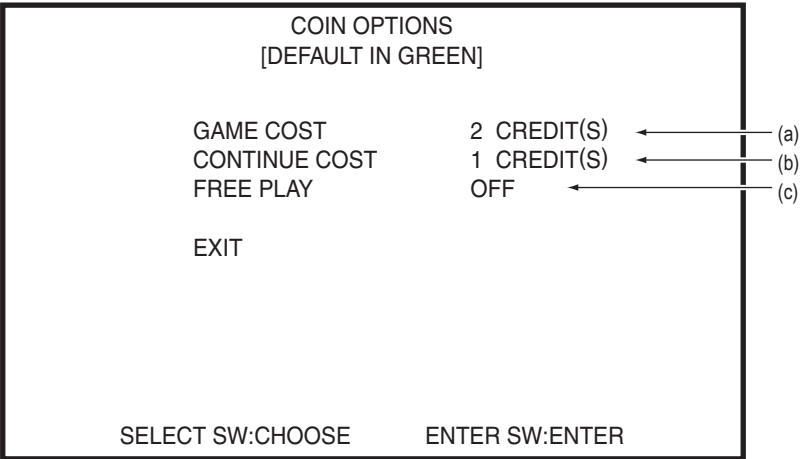 COIN OPTIONS
[DEFAULT IN GREEN]
GAME COST 2 CREDIT(S) (a)
CONTINUE COST 1 CREDIT(S) (b)
FREE PLAY OFF (c)
EXIT
SELECT SW:CHOOSE ENTER SW:ENTER